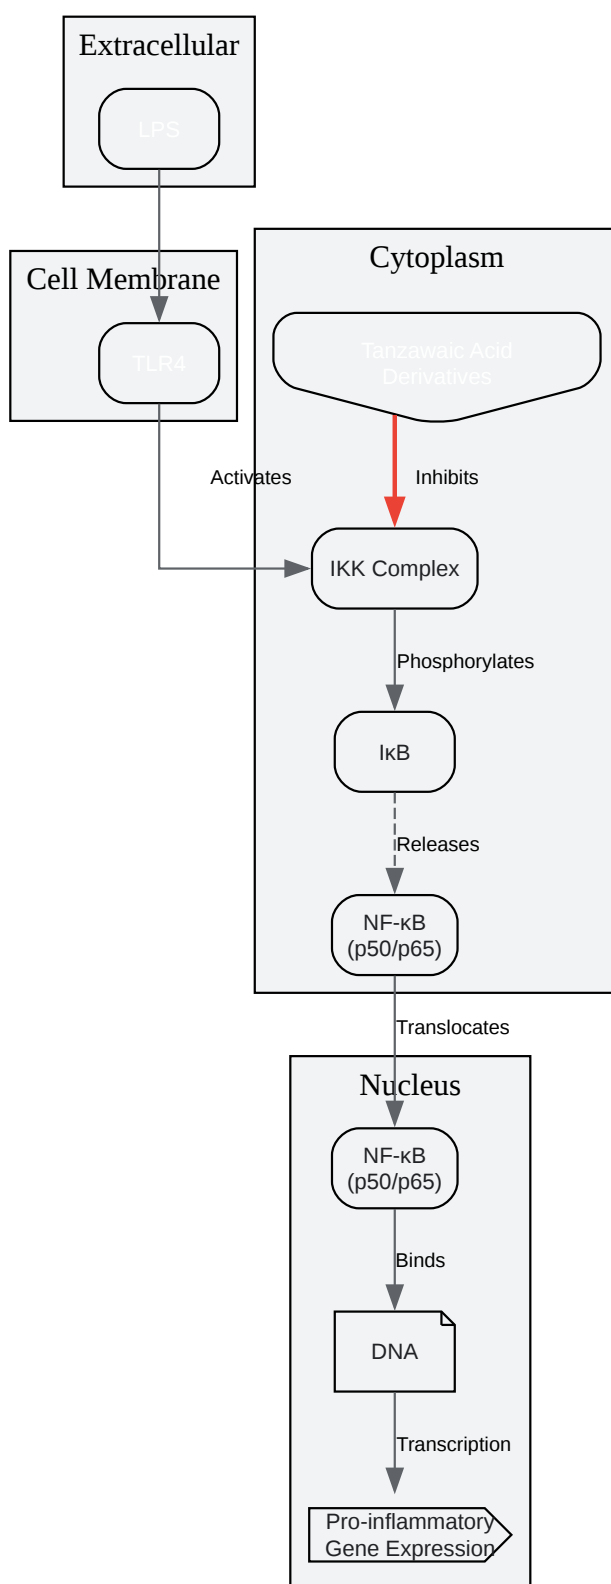 Extracellular
LPS
Cell Membrane
TLR4
Cytoplasm
Tanzawaic Acid
Derivatives
Activates
Inhibits
IKK Complex
Phosphorylates
IκB
Releases
NF-κB
(p50/p65)
Translocates
Nucleus
NF-κB
(p50/p65)
Binds
DNA
Transcription
Pro-inflammatory
Gene Expression